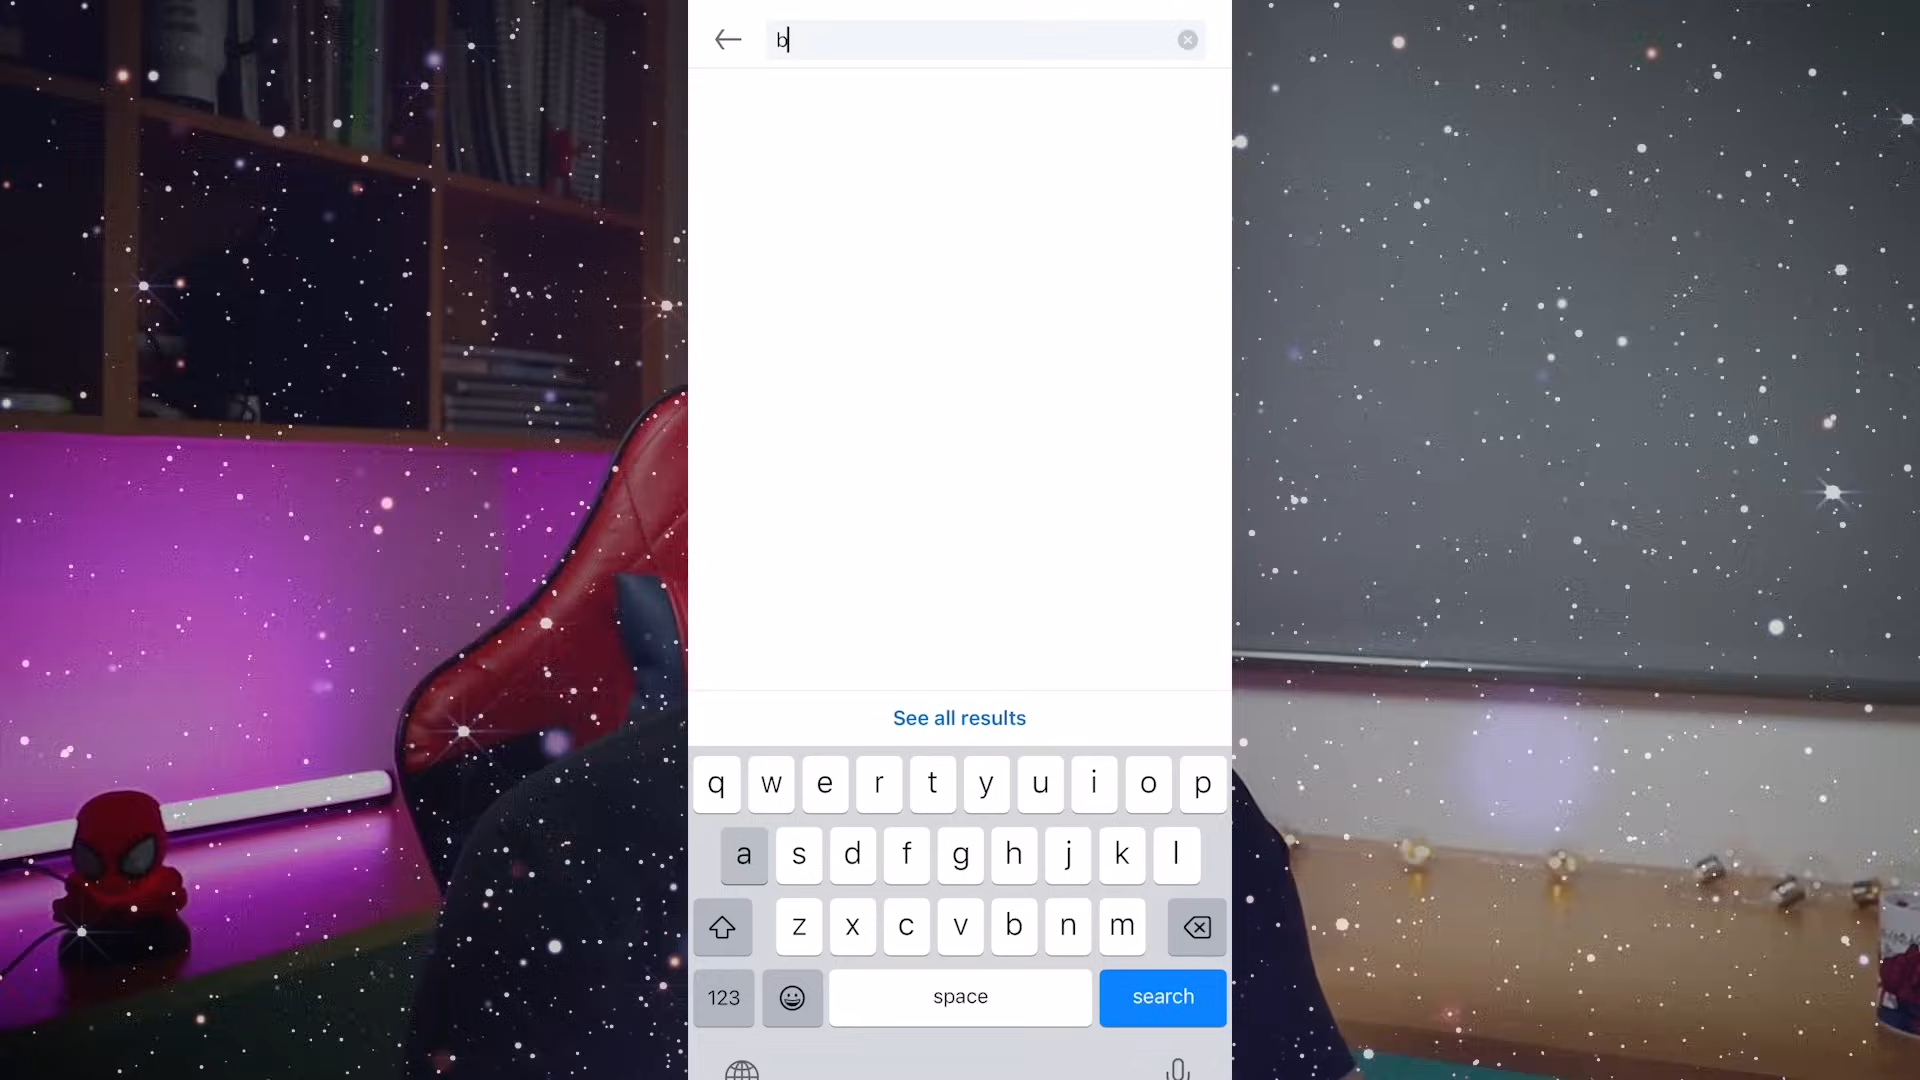 b
See all results
q w e r t y u i o p
a s d f g h j k l
z x c v b n m
123 space search